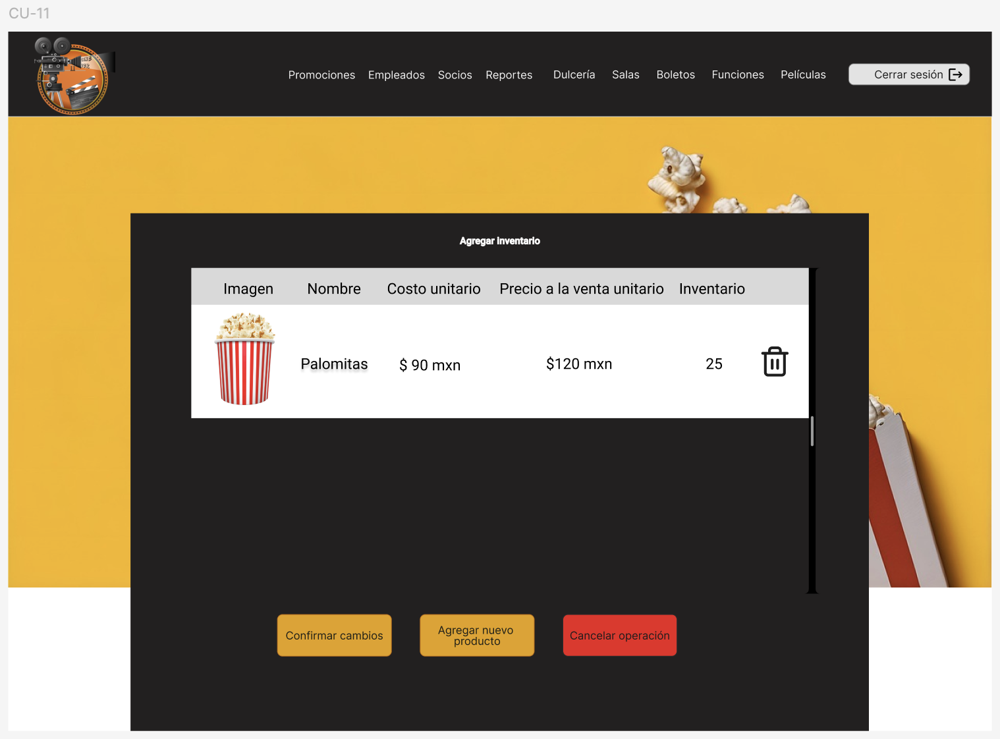 CU-11
Promociones Empleados Socios Reportes Dulcería Salas Boletos Funciones Películas Cerrar sesión
Agregar inventario
Imagen Nombre Costo unitario Precio a la venta unitario Inventario
Palomitas $ 90 mxn $120 mxn 25
Confirmar cambios
Agregar nuevo
producto
Cancelar operación